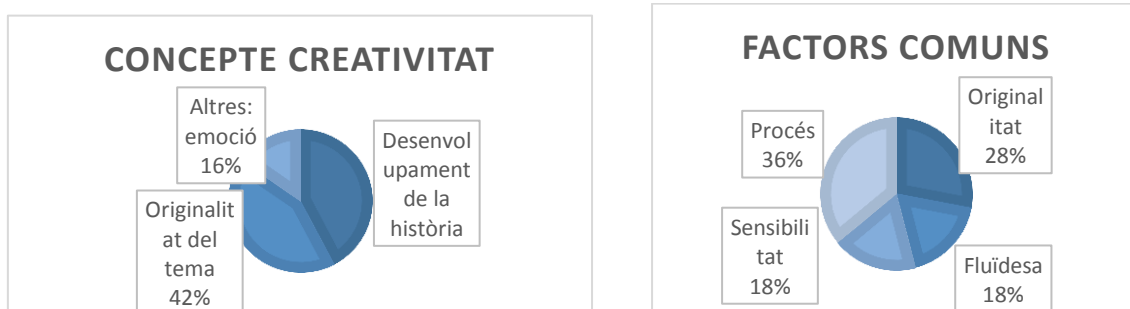 CONCEPTE CREATIVITAT
Altres:
emoció
16%
Desenvol
upament
de la
història
Originalit
at del
tema
42%
FACTORS COMUNS
Original
itat
28%
Procés
36%
Sensibili
tat
18%
Fluïdesa
18%